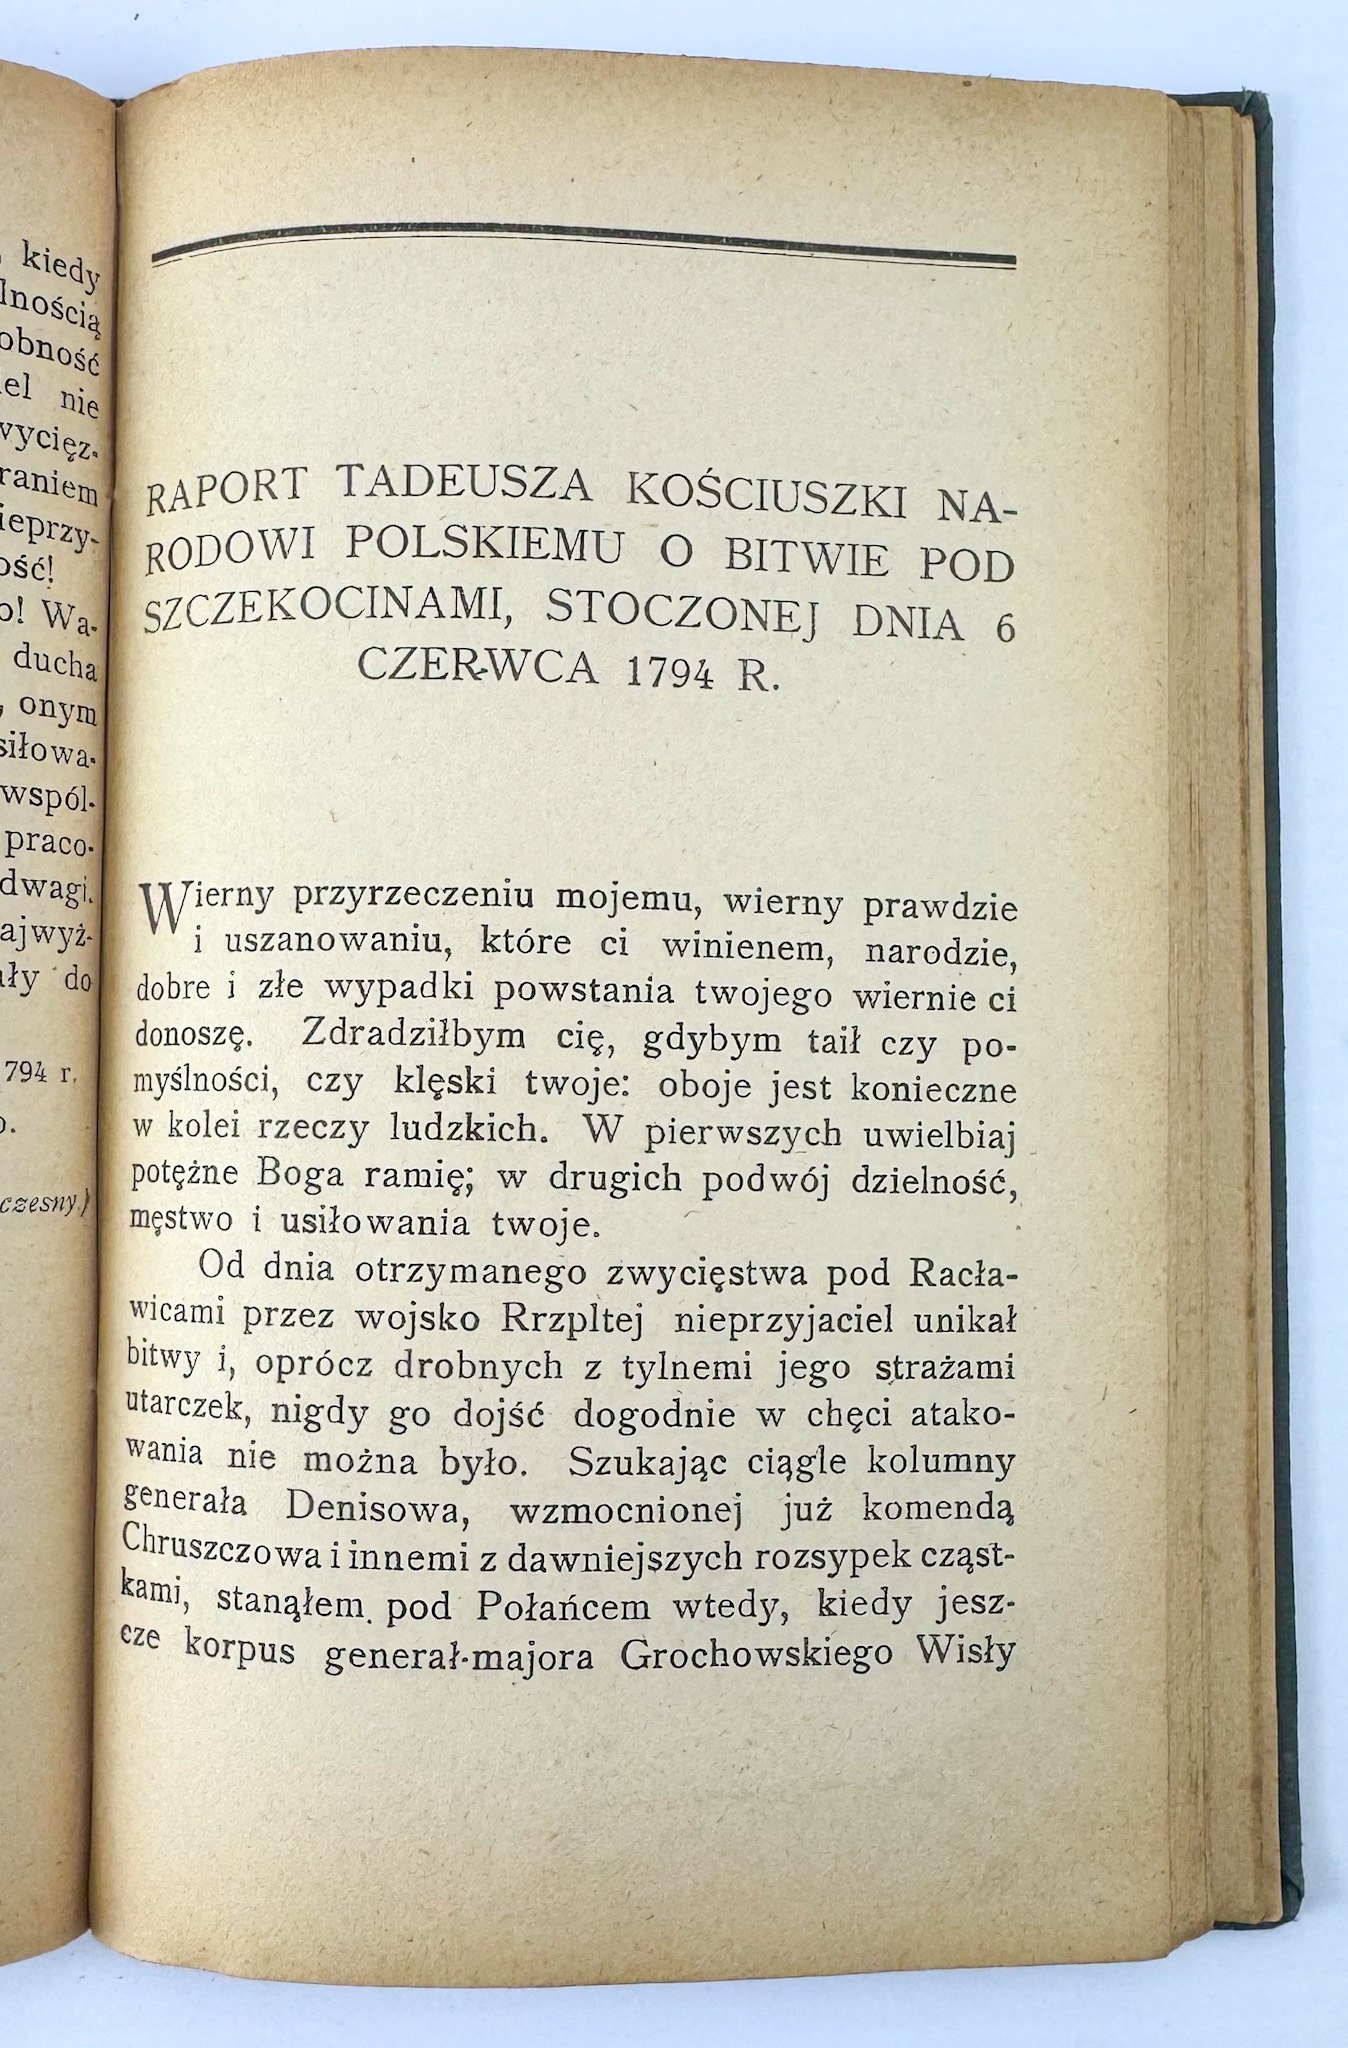 kiedy
lnością
obność
el nie
wycięz-
raniem
ieprzy-
ość!
o! Wa-
ducha
, onym
siłowa-
wspól-
praco-
dwagi.
ajwyż-
ały do
794 r.
o.
czesny.)
RAPORT TADEUSZA KOŚCIUSZKI NA-
RODOWI POLSKIEMU O BITWIE POD
SZCZEKOCINAMI, STOCZONEJ DNIA 6
CZERWCA 1794 R.
Wierny przyrzeczeniu mojemu, wierny prawdzie
i uszanowaniu, które ci winienem, narodzie,
dobre i złe wypadki powstania twojego wiernie ci
donoszę. Zdradziłbym cię, gdybym taił czy po-
myślności, czy klęski twoje: oboje jest konieczne
w kolei rzeczy ludzkich. W pierwszych uwielbiaj
potężne Boga ramię; w drugich podwój dzielność,
męstwo i usiłowania twoje.
Od dnia otrzymanego zwycięstwa pod Racła-
wicami przez wojsko Rrzpltej nieprzyjaciel unikał
bitwy i, oprócz drobnych z tylnemi jego strażami
utarczek, nigdy go dojść dogodnie w chęci atako-
wania nie można było. Szukając ciągle kolumny
generała Denisowa, wzmocnionej już komendą
Chruszczowa i innemi z dawniejszych rozsypek cząst-
kami, stanąłem pod Połańcem wtedy, kiedy jesz-
cze korpus generał-majora Grochowskiego Wisły